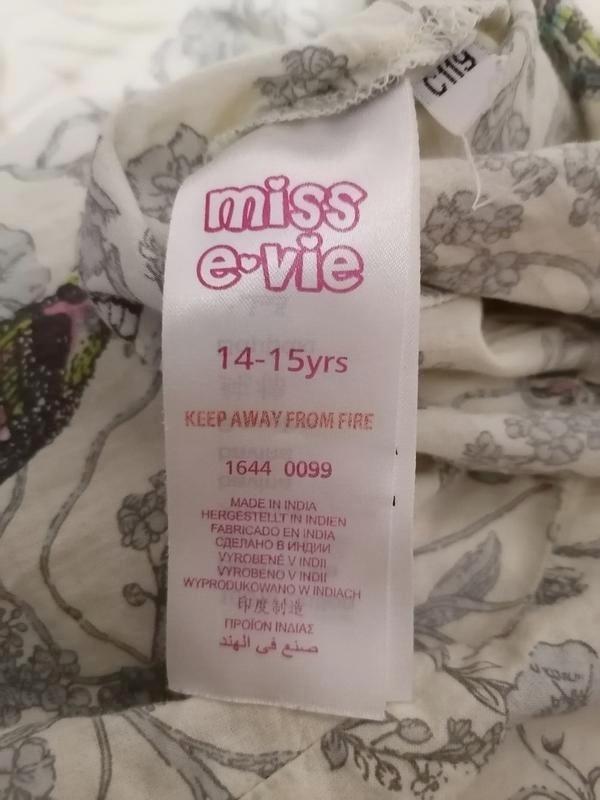 C119
miss
e•vie
14-15yrs
KEEP AWAY FROM FIRE
1644 0099
MADE IN INDIA
HERGESTELLT IN INDIEN
FABRICADO EN INDIA
СДЕЛАНО В ИНДИИ
VYROBENÉ V INDII
VYROBENO V INDII
WYPRODUKOWANO W INDIACH
印度制造
ΠΡΟΪΟΝ ΙΝΔΙΑΣ
صنع في الهند